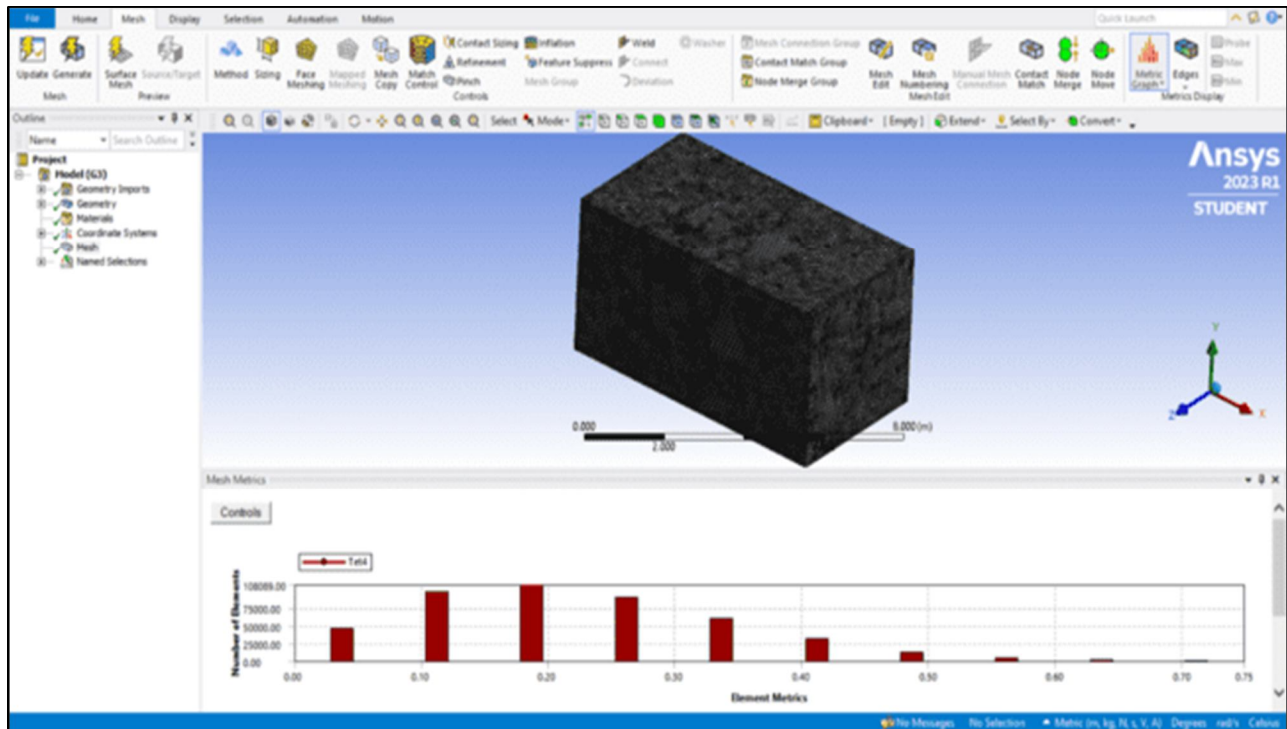 File Home Mesh Display Selection Automation Motion Quick Launch
Update Generate Surface Mesh Source/Target Method Sizing Face Meshing Mapped Meshing Mesh Copy Match Control
Contact Sizing Inflation Weld Washer Mesh Connection Group
Refinement Feature Suppress Connect Contact Match Group
Pinch Mesh Group Deviation Node Merge Group
Mesh Edit Mesh Numbering Manual Mesh Connection Contact Match Node Merge Node Move Metric Graph Edges Probe
Max
Min
Mesh Preview Controls Mesh Edit Metrics Display
Outline
Select Mode Clipboard [Empty] Extend Select By Convert
Name Search Outline
Project
Model (G3)
Geometry Imports
Geometry
Materials
Coordinate Systems
Mesh
Named Selections
Ansys
2023 R1
STUDENT
Y
Z X
0.000 6.000 (m)
2.000
Mesh Metrics
Controls
Tet4
Number of Elements
108089.00
75000.00
50000.00
25000.00
0.00
0.00 0.10 0.20 0.30 0.40 0.50 0.60 0.70 0.75
Element Metrics
No Messages No Selection Metric (m, kg, N, s, V, A) Degrees rad/s Celsius